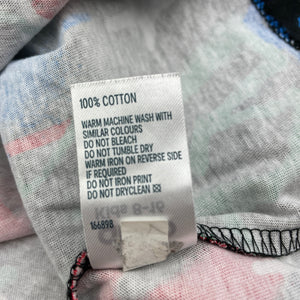 100% COTTON
WARM MACHINE WASH WITH
SIMILAR COLOURS
DO NOT BLEACH
DO NOT TUMBLE DRY
WARM IRON ON REVERSE SIDE
IF REQUIRED
DO NOT IRON PRINT
DO NOT DRYCLEAN
166898